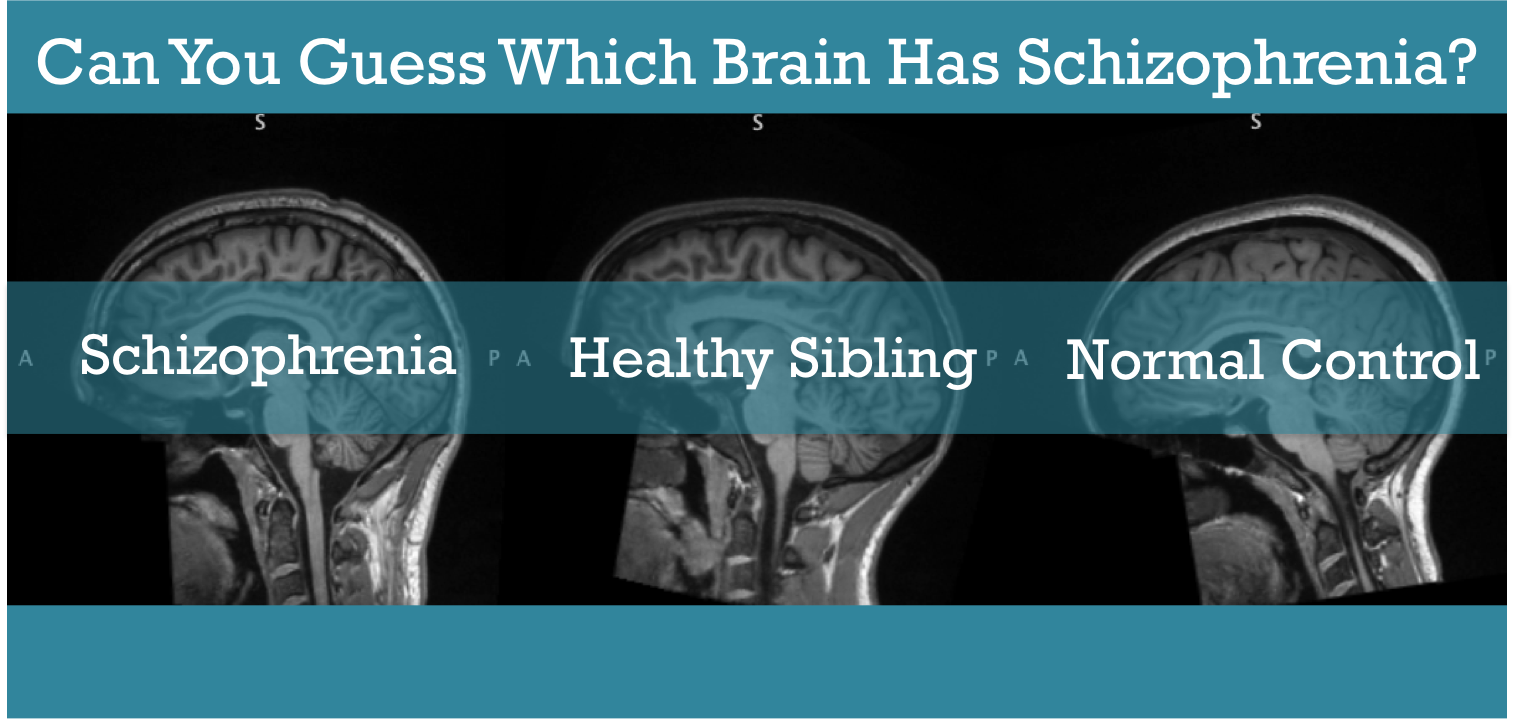 Can You Guess Which Brain Has Schizophrenia?
S S S
A Schizophrenia P A Healthy Sibling P A Normal Control P